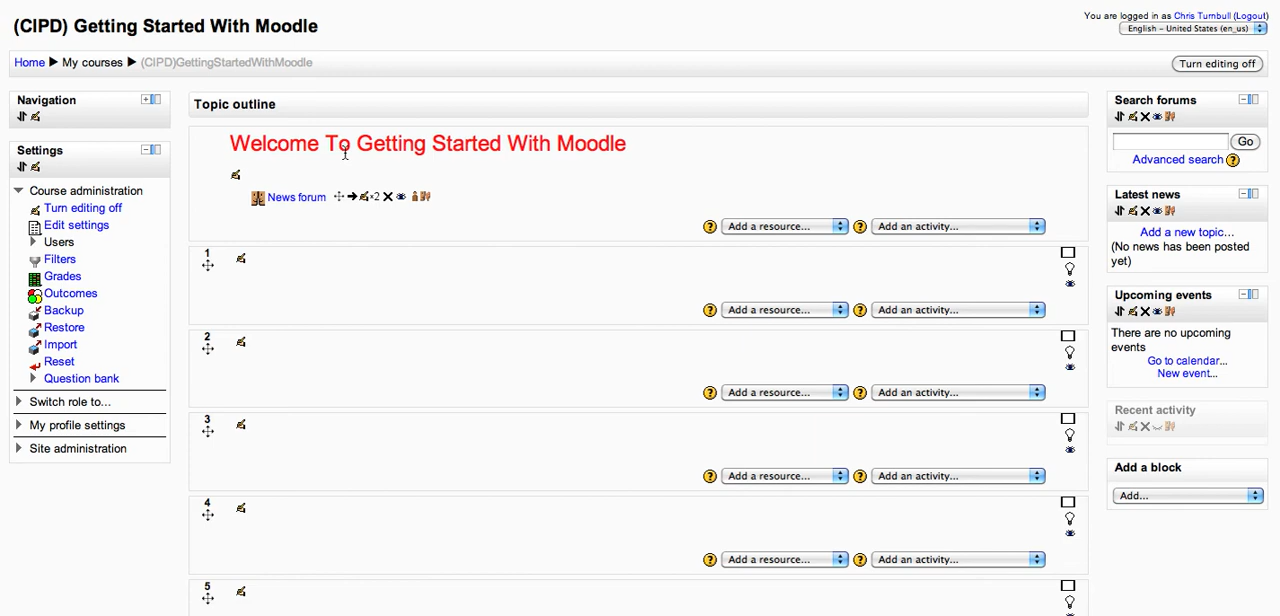 (CIPD) Getting Started With Moodle
You are logged in as Chris Turnbull (Logout)
English - United States (en_us)
Home ▶ My courses ▶ (CIPD)GettingStartedWithMoodle
Turn editing off
Navigation
Settings
Course administration
Turn editing off
Edit settings
Users
Filters
Grades
Outcomes
Backup
Restore
Import
Reset
Question bank
Switch role to...
My profile settings
Site administration
Topic outline
Welcome To Getting Started With Moodle
News forum
×2
? Add a resource... ? Add an activity...
1
? Add a resource... ? Add an activity...
2
? Add a resource... ? Add an activity...
3
? Add a resource... ? Add an activity...
4
? Add a resource... ? Add an activity...
5
Search forums
Go
Advanced search ?
Latest news
Add a new topic...
(No news has been posted
yet)
Upcoming events
There are no upcoming
events
Go to calendar...
New event...
Recent activity
Add a block
Add...